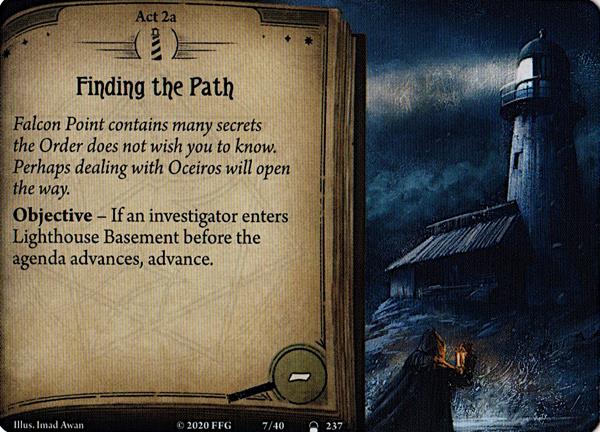 Act 2a
Finding the Path
Falcon Point contains many secrets
the Order does not wish you to know.
Perhaps dealing with Oceiros will open
the way.
Objective – If an investigator enters
Lighthouse Basement before the
agenda advances, advance.
–
Illus. Imad Awan © 2020 FFG 7/40 237